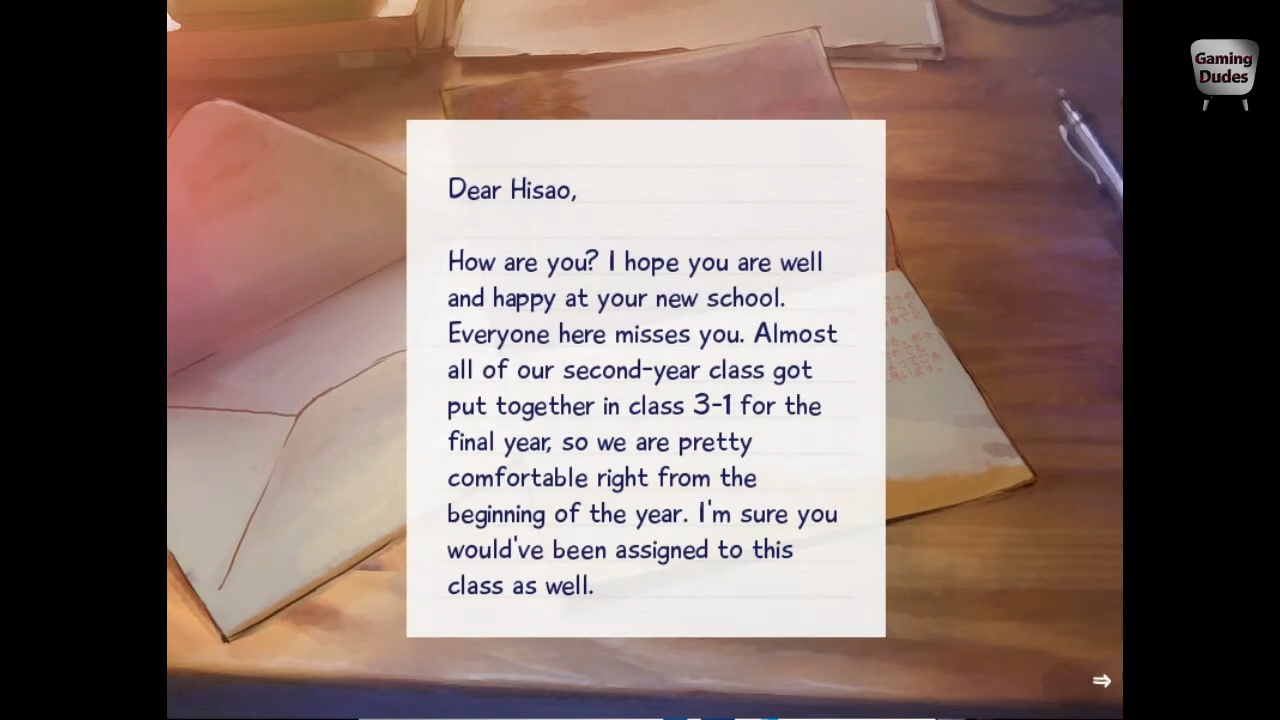 Gaming
Dudes
Dear Hisao,
How are you? I hope you are well
and happy at your new school.
Everyone here misses you. Almost
all of our second-year class got
put together in class 3-1 for the
final year, so we are pretty
comfortable right from the
beginning of the year. I'm sure you
would've been assigned to this
class as well.